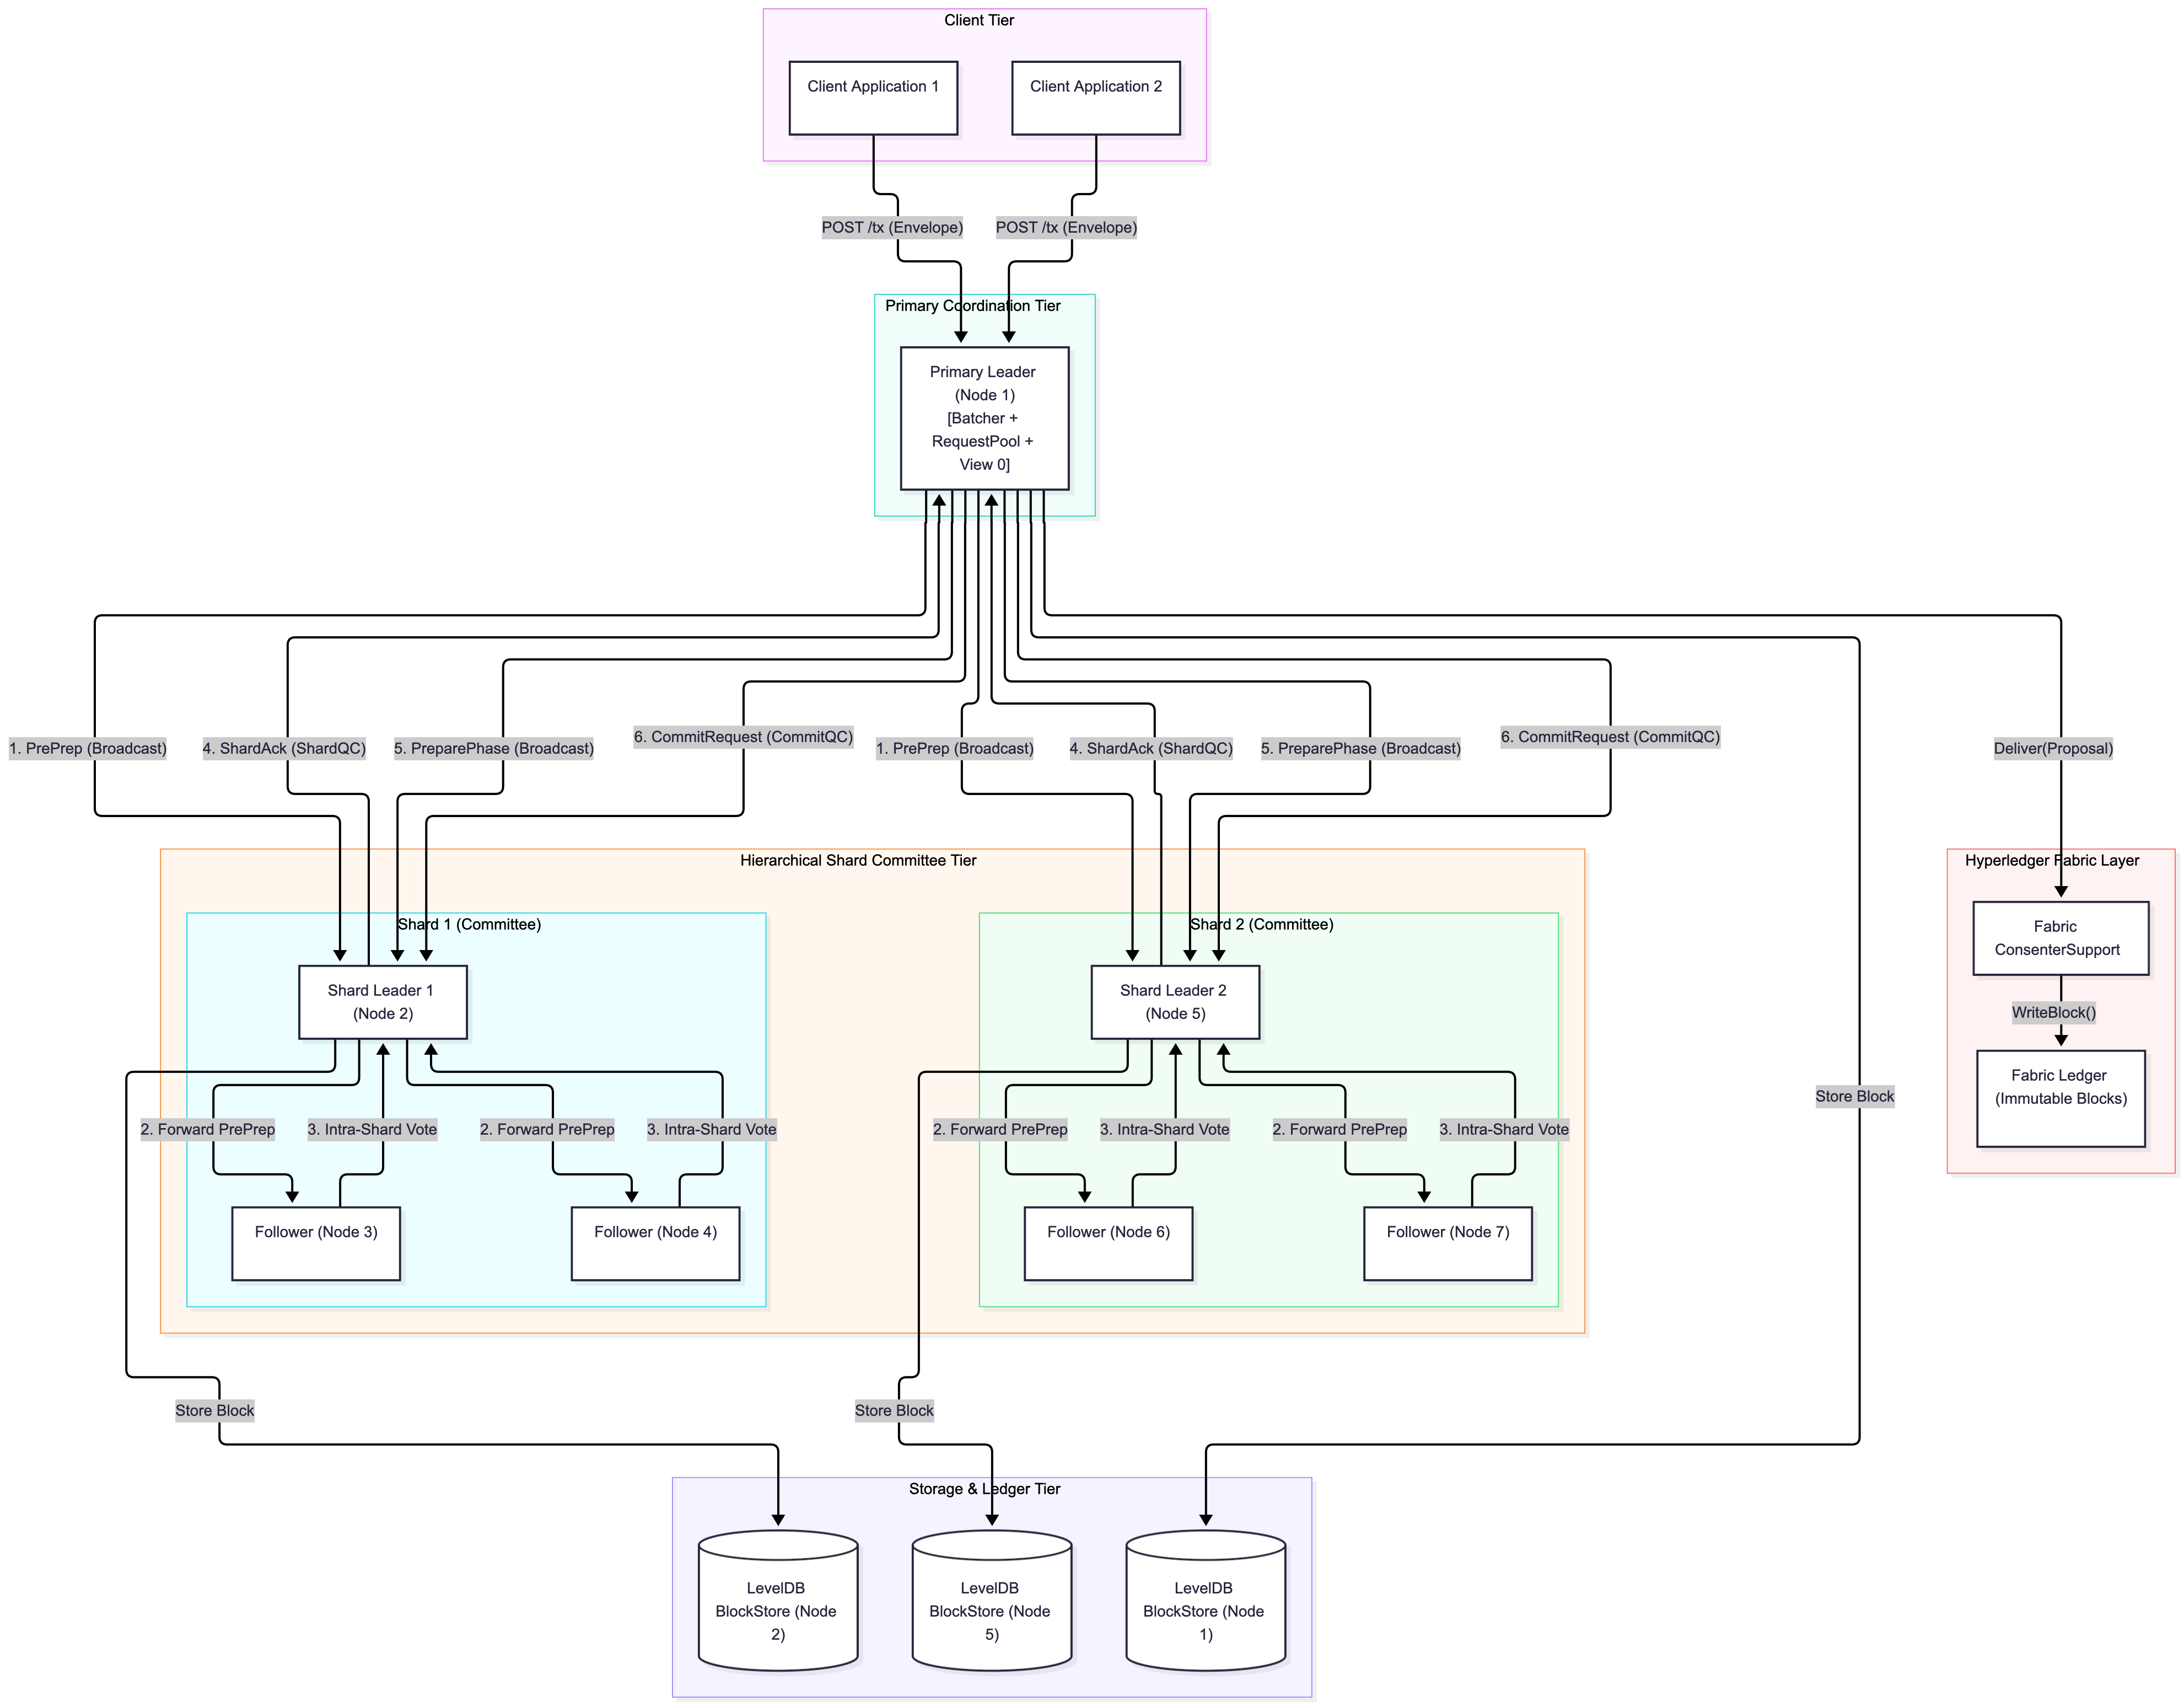 Client Tier
Client Application 1
Client Application 2
POST /tx (Envelope)
POST /tx (Envelope)
Primary Coordination Tier
Primary Leader
(Node 1)
[Batcher +
RequestPool +
View 0]
1. PrePrep (Broadcast)
4. ShardAck (ShardQC)
5. PreparePhase (Broadcast)
6. CommitRequest (CommitQC)
1. PrePrep (Broadcast)
4. ShardAck (ShardQC)
5. PreparePhase (Broadcast)
6. CommitRequest (CommitQC)
Deliver(Proposal)
Hierarchical Shard Committee Tier
Shard 1 (Committee)
Shard Leader 1
(Node 2)
2. Forward PrePrep
3. Intra-Shard Vote
2. Forward PrePrep
3. Intra-Shard Vote
Follower (Node 3)
Follower (Node 4)
Shard 2 (Committee)
Shard Leader 2
(Node 5)
2. Forward PrePrep
3. Intra-Shard Vote
2. Forward PrePrep
3. Intra-Shard Vote
Follower (Node 6)
Follower (Node 7)
Store Block
Hyperledger Fabric Layer
Fabric
ConsenterSupport
WriteBlock()
Fabric Ledger
(Immutable Blocks)
Store Block
Store Block
Storage & Ledger Tier
LevelDB
BlockStore (Node
2)
LevelDB
BlockStore (Node
5)
LevelDB
BlockStore (Node
1)